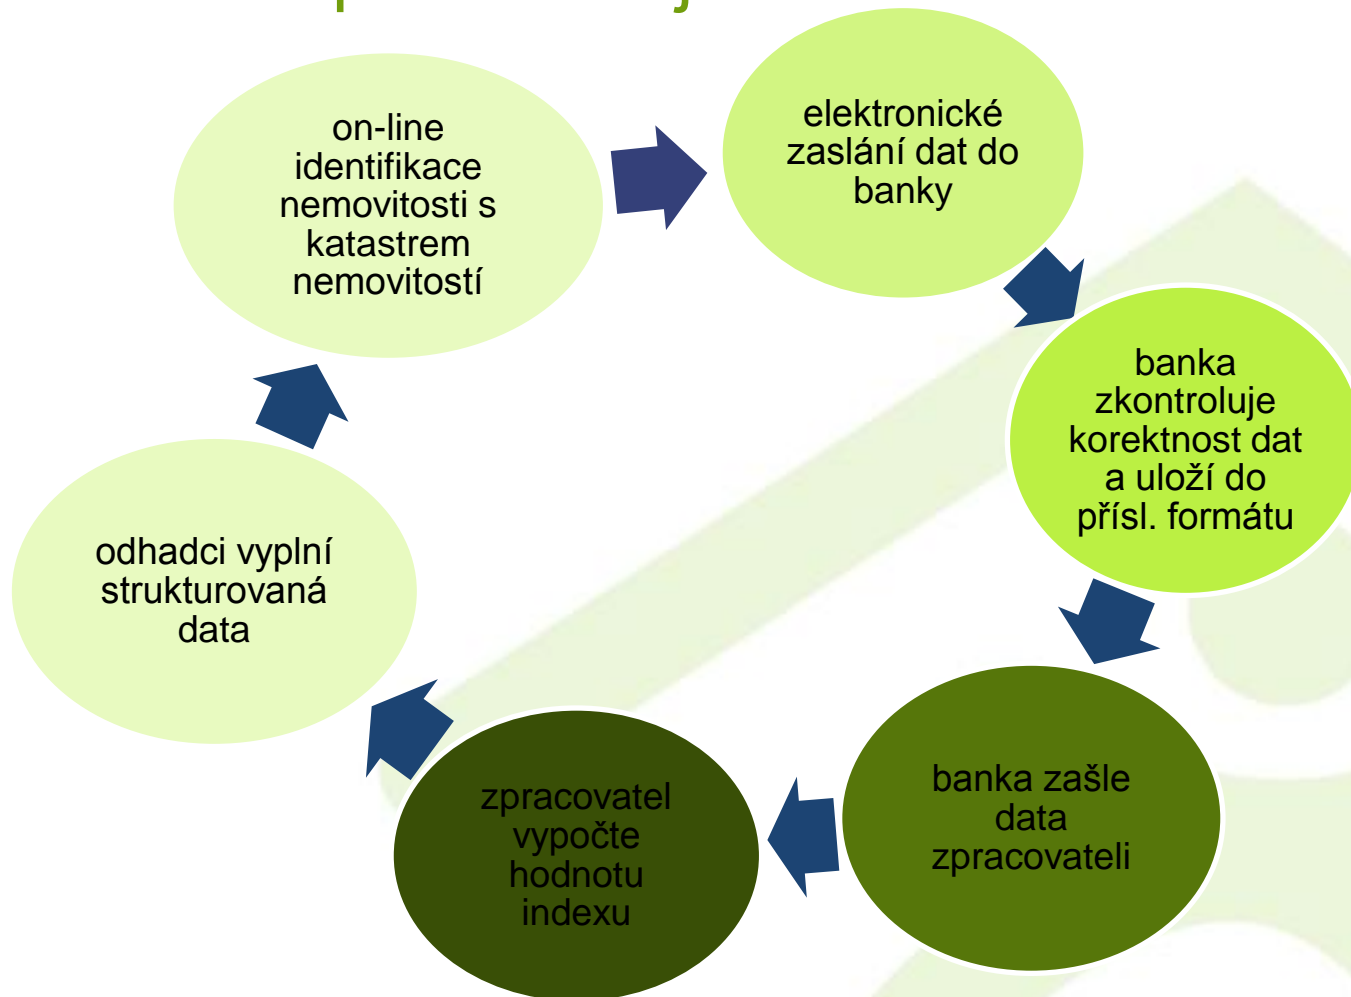 on-line
identifikace
nemovitosti s
katastrem
nemovitostí
elektronické
zaslání dat do
banky
banka
zkontroluje
korektnost dat
a uloží do
přísl. formátu
banka zašle
data
zpracovateli
zpracovatel
vypočte
hodnotu
indexu
odhadci vyplní
strukturovaná
data